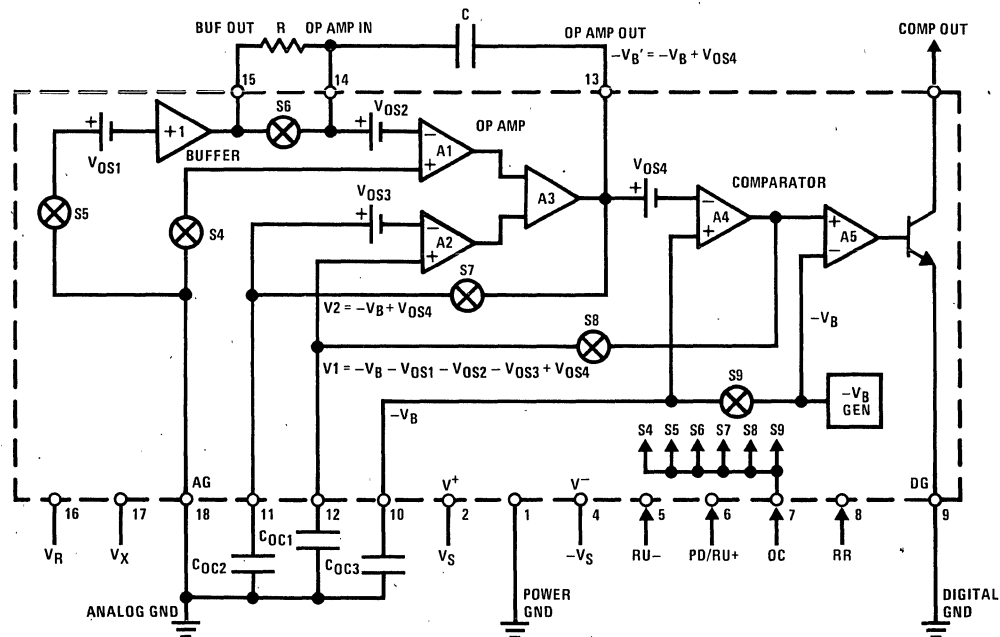 BUF OUT R OP AMP IN C OP AMP OUT COMP OUT
–VB' = –VB + VOS4
15 14 13
S6 VOS2
+ + +1 – OP AMP
BUFFER A1
VOS1 + VOS4
VOS3 A3 + – COMPARATOR
S5 S4 + – A4 + A5
A2 + –
+ S7
V2 = –VB + VOS4 –VB
S8
V1 = –VB – VOS1 – VOS2 – VOS3 + VOS4
S9 –VB
–VB GEN
S4 S5 S6 S7 S8 S9
AG V+ V– DG
16 17 18 11 12 10 2 1 4 5 6 7 8 9
COC1
VR VX COC2 COC3 VS –VS RU– PD/RU+ OC RR
ANALOG GND POWER DIGITAL
GND GND